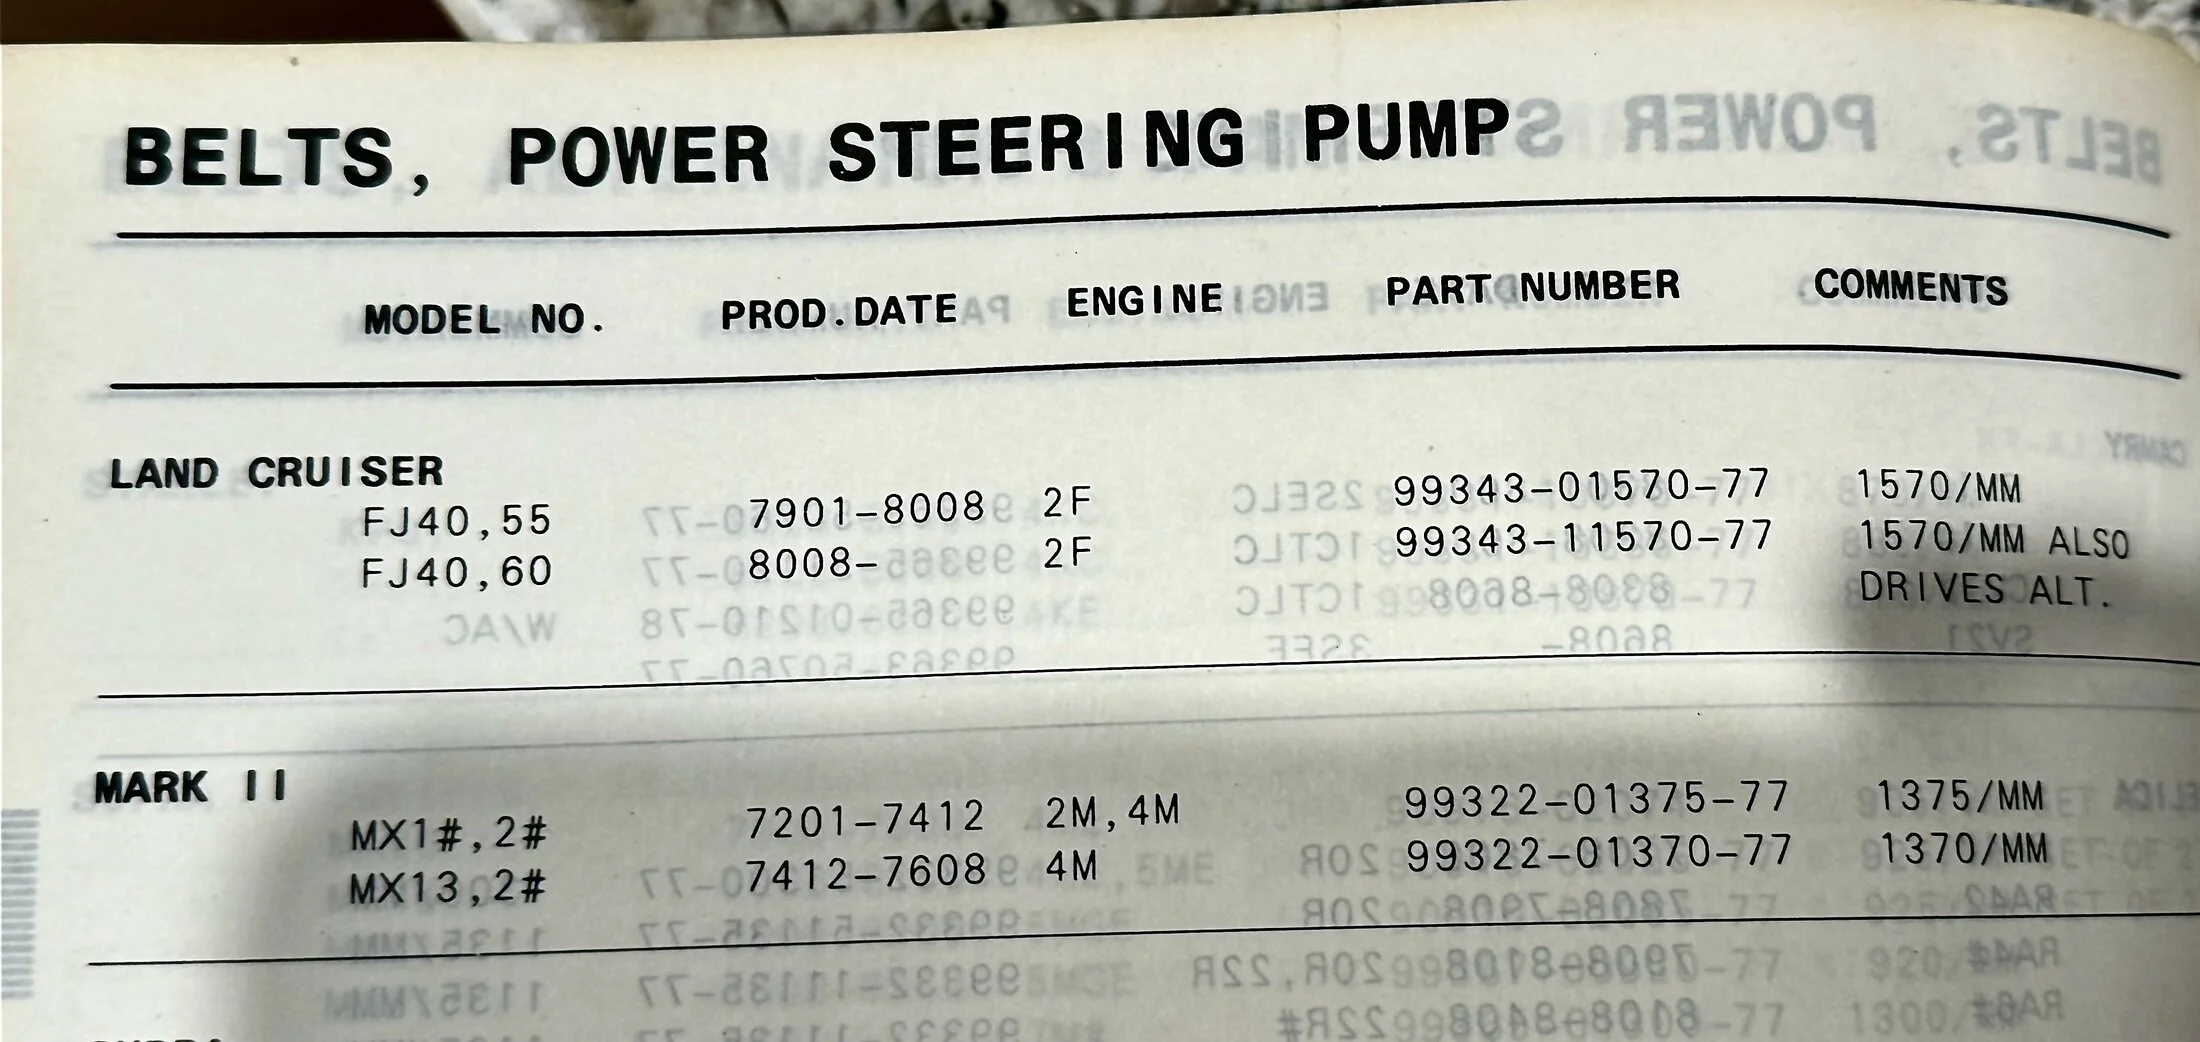 BELTS, POWER STEERING PUMP
MODEL NO. PROD.DATE ENGINE PART NUMBER COMMENTS
LAND CRUISER
FJ40,55 7901-8008 2F 99343-01570-77 1570/MM
FJ40,60 8008- 2F 99343-11570-77 1570/MM ALSO
DRIVES ALT.
MARK II
MX1#,2# 7201-7412 2M,4M 99322-01375-77 1375/MM
MX13,2# 7412-7608 4M 99322-01370-77 1370/MM